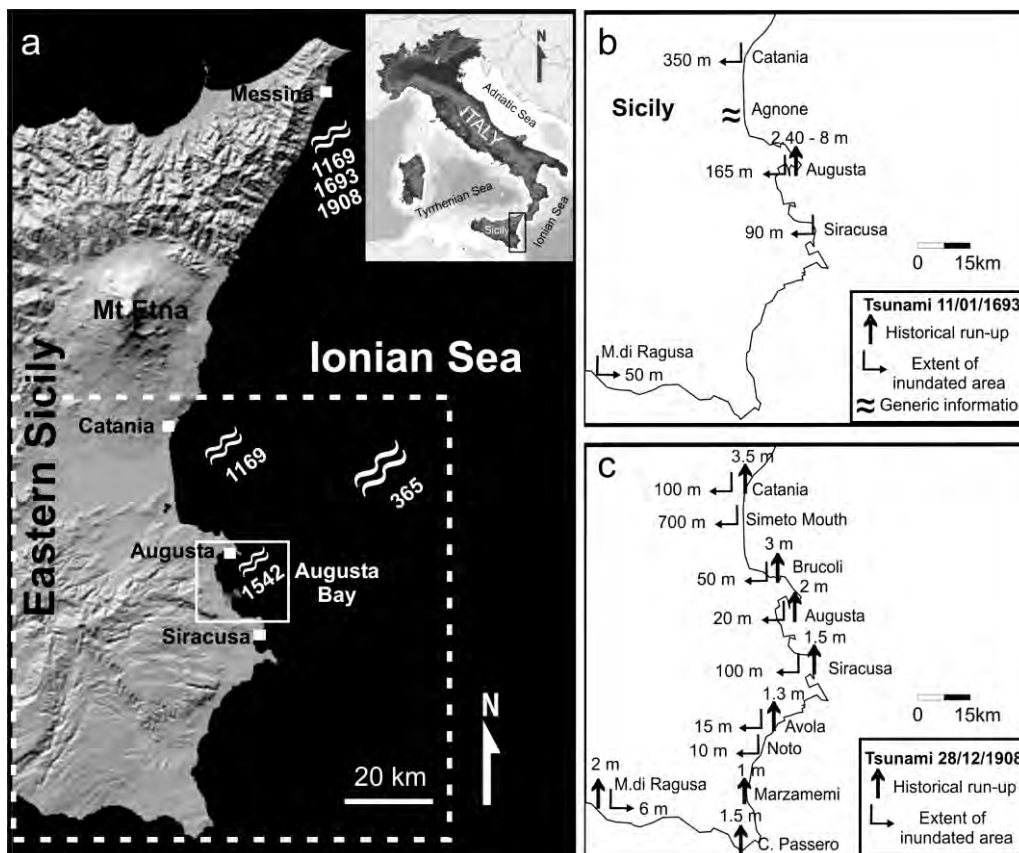 a
Messina
1169
1693
1908
N
Adriatic Sea
ITALY
Tyrrhenian Sea
Sicily
Ionian Sea
Mt.Etna
Ionian Sea
Eastern Sicily
Catania
1169
365
Augusta
1542
Augusta
Bay
Siracusa
N
20 km
b
350 m
Catania
Sicily
Agnone
2.40 - 8 m
165 m
Augusta
90 m
Siracusa
0 15km
M.di Ragusa
50 m
Tsunami 11/01/1693
Historical run-up
Extent of
inundated area
Generic information
c
3.5 m
100 m
Catania
700 m
Simeto Mouth
3 m
Brucoli
50 m
2 m
20 m
Augusta
1.5 m
100 m
Siracusa
0 15km
1.3 m
15 m
Avola
10 m
Noto
2 m
M.di Ragusa
6 m
1 m
Marzamemi
1.5 m
C. Passero
Tsunami 28/12/1908
Historical run-up
Extent of
inundated area